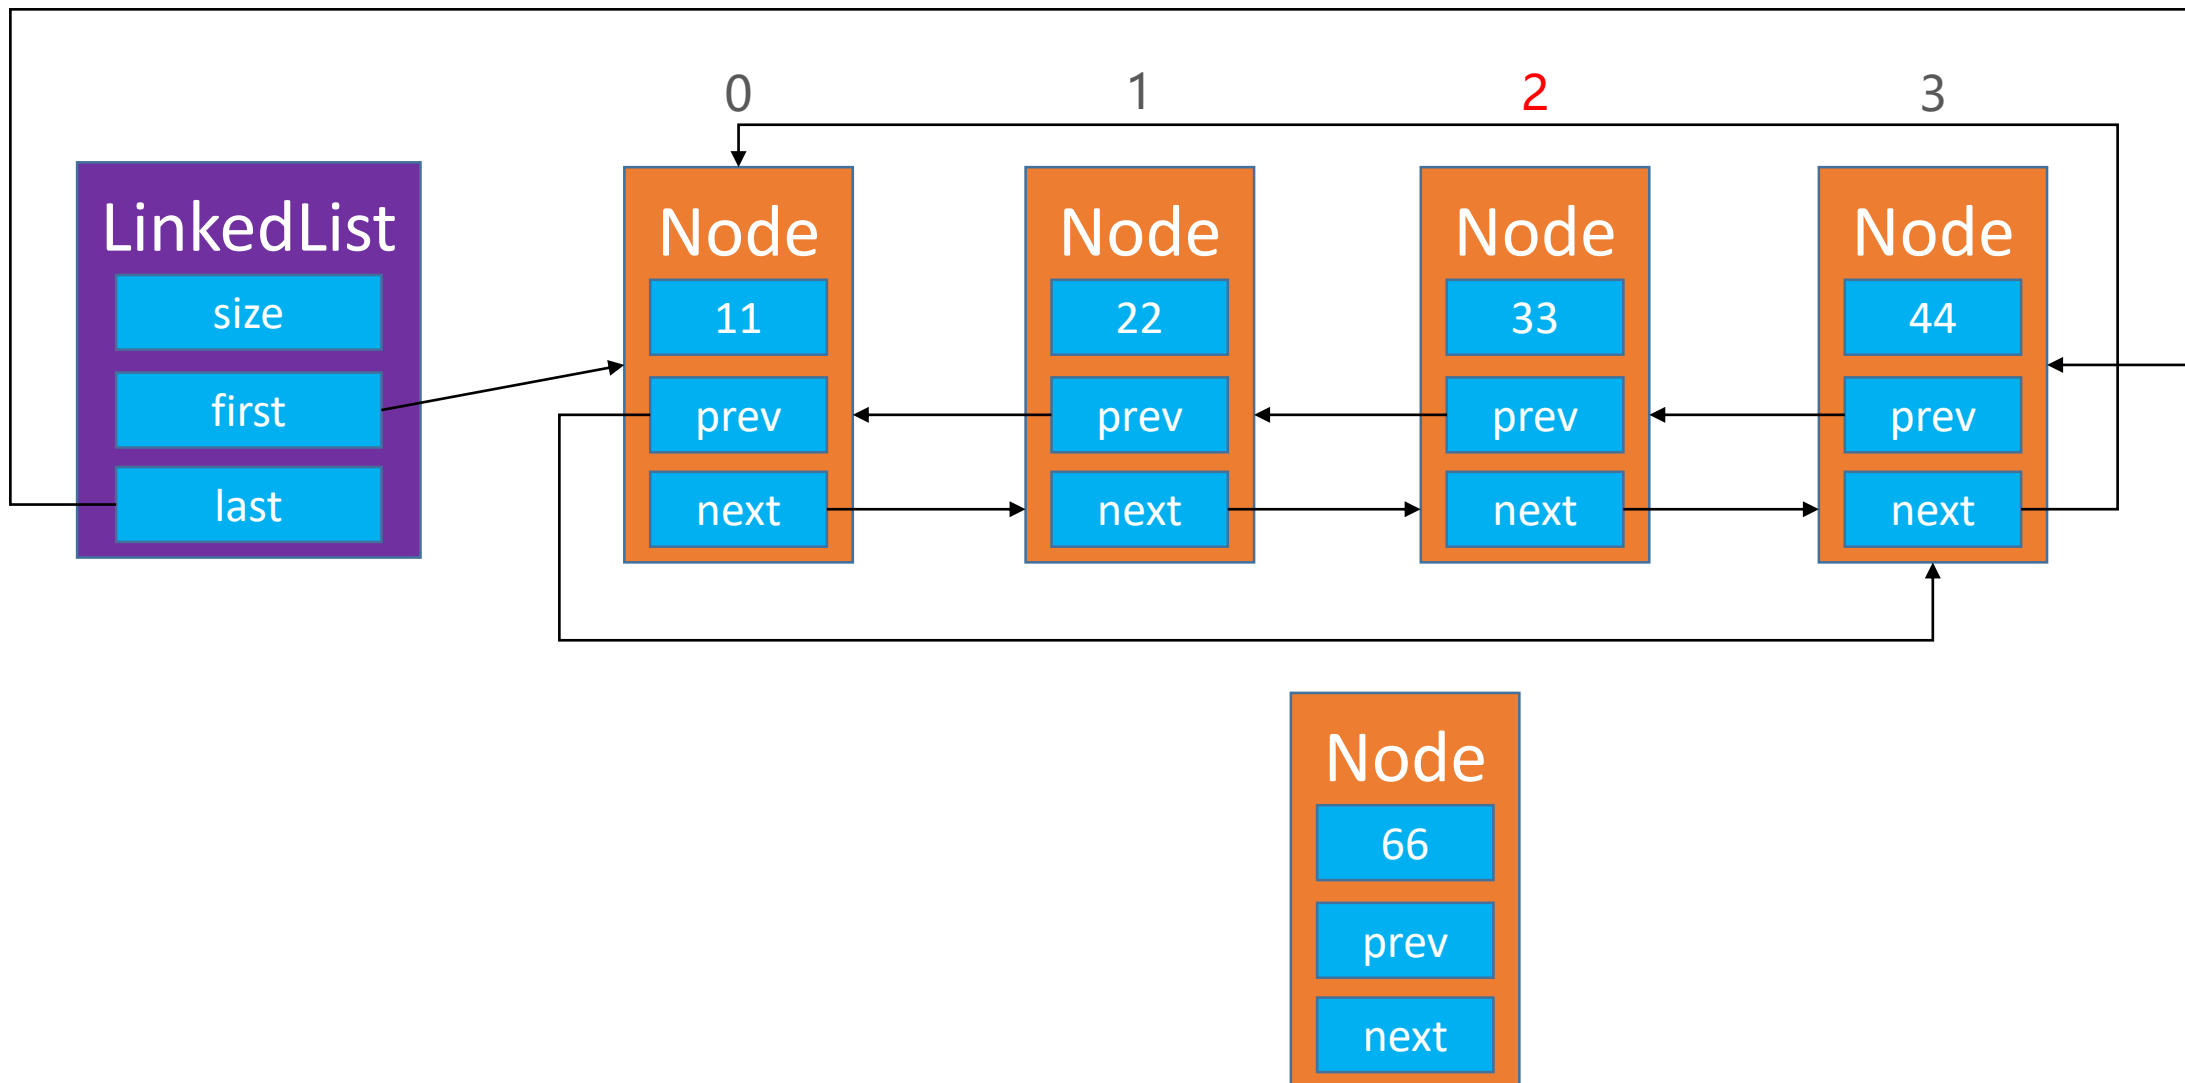 0 1 2 3
LinkedList
size
first
last
Node
11
prev
next
Node
22
prev
next
Node
33
prev
next
Node
44
prev
next
Node
66
prev
next